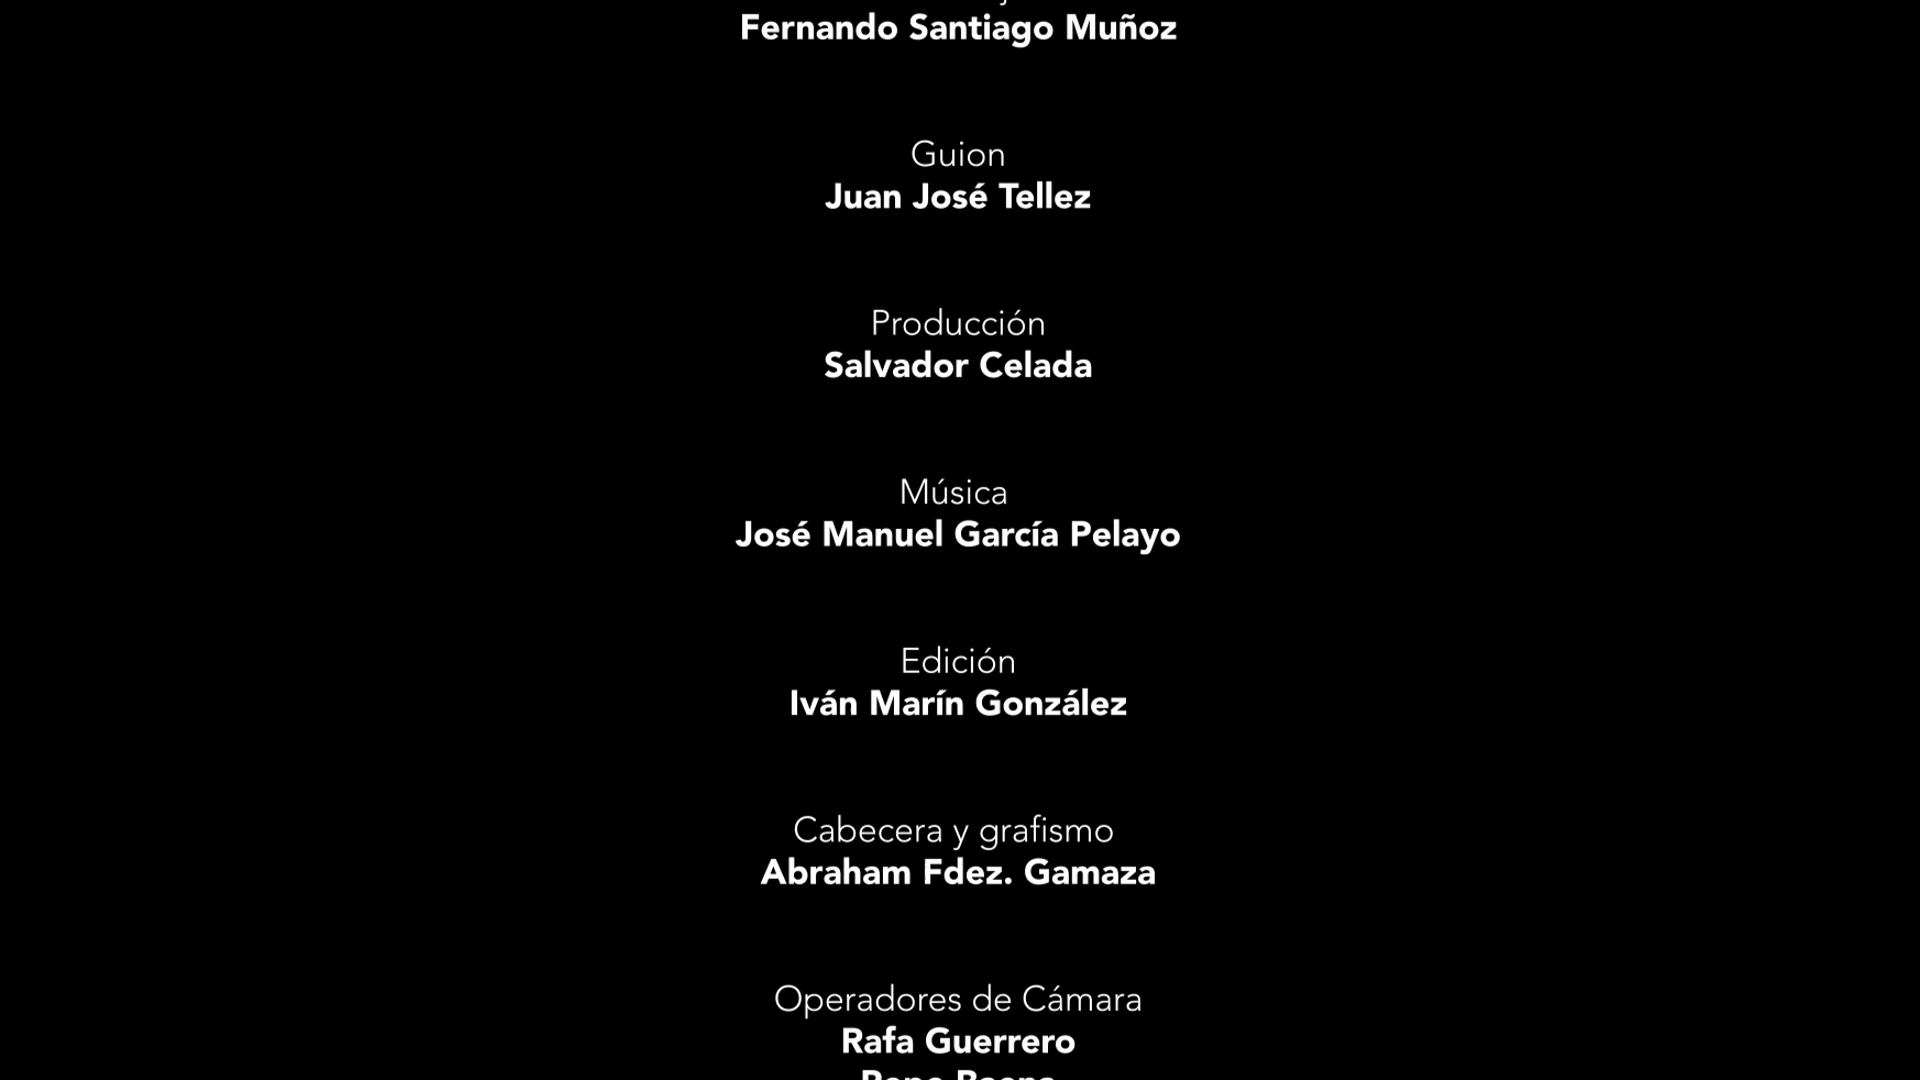 Fernando Santiago Muñoz
Guion
Juan José Tellez
Producción
Salvador Celada
Música
José Manuel García Pelayo
Edición
Iván Marín González
Cabecera y grafismo
Abraham Fdez. Gamaza
Operadores de Cámara
Rafa Guerrero